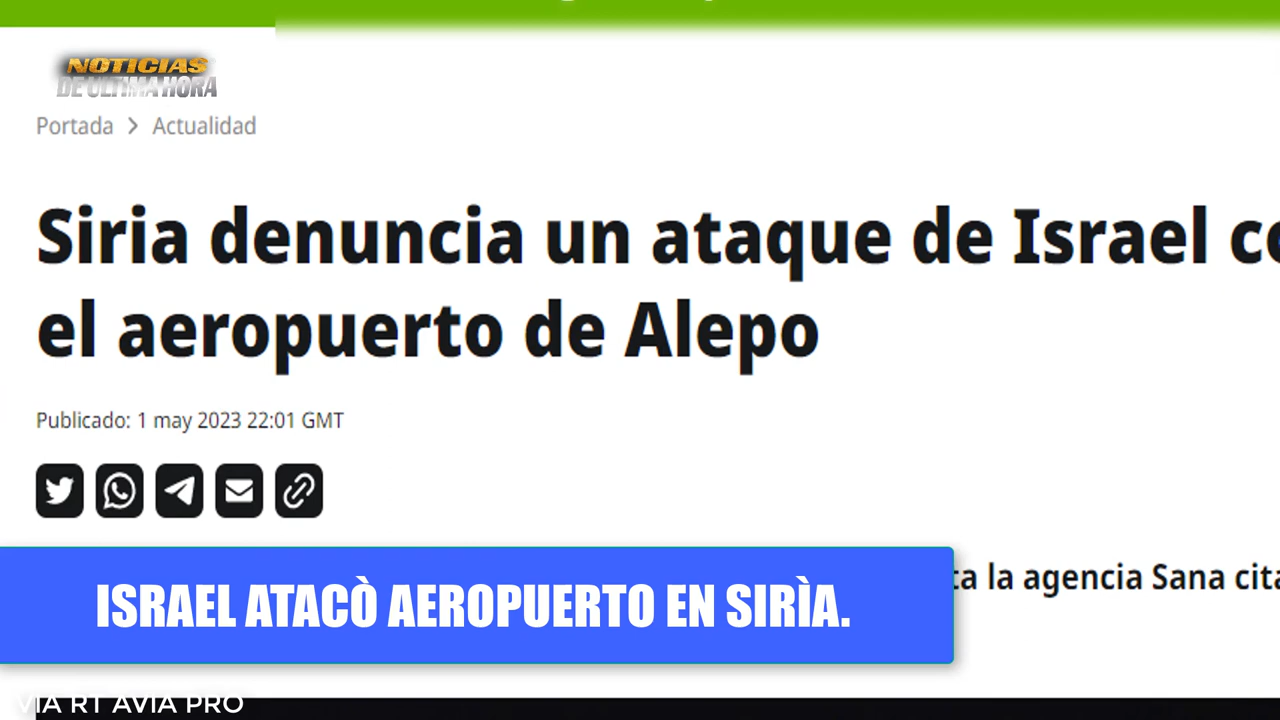 NOTICIAS
DE ULTIMA HORA
Portada > Actualidad
Siria denuncia un ataque de Israel
el aeropuerto de Alepo
Publicado: 1 may 2023 22:01 GMT
la agencia Sana
ISRAEL ATACÒ AEROPUERTO EN SIRÌA.
VIA RT AVIA PRO